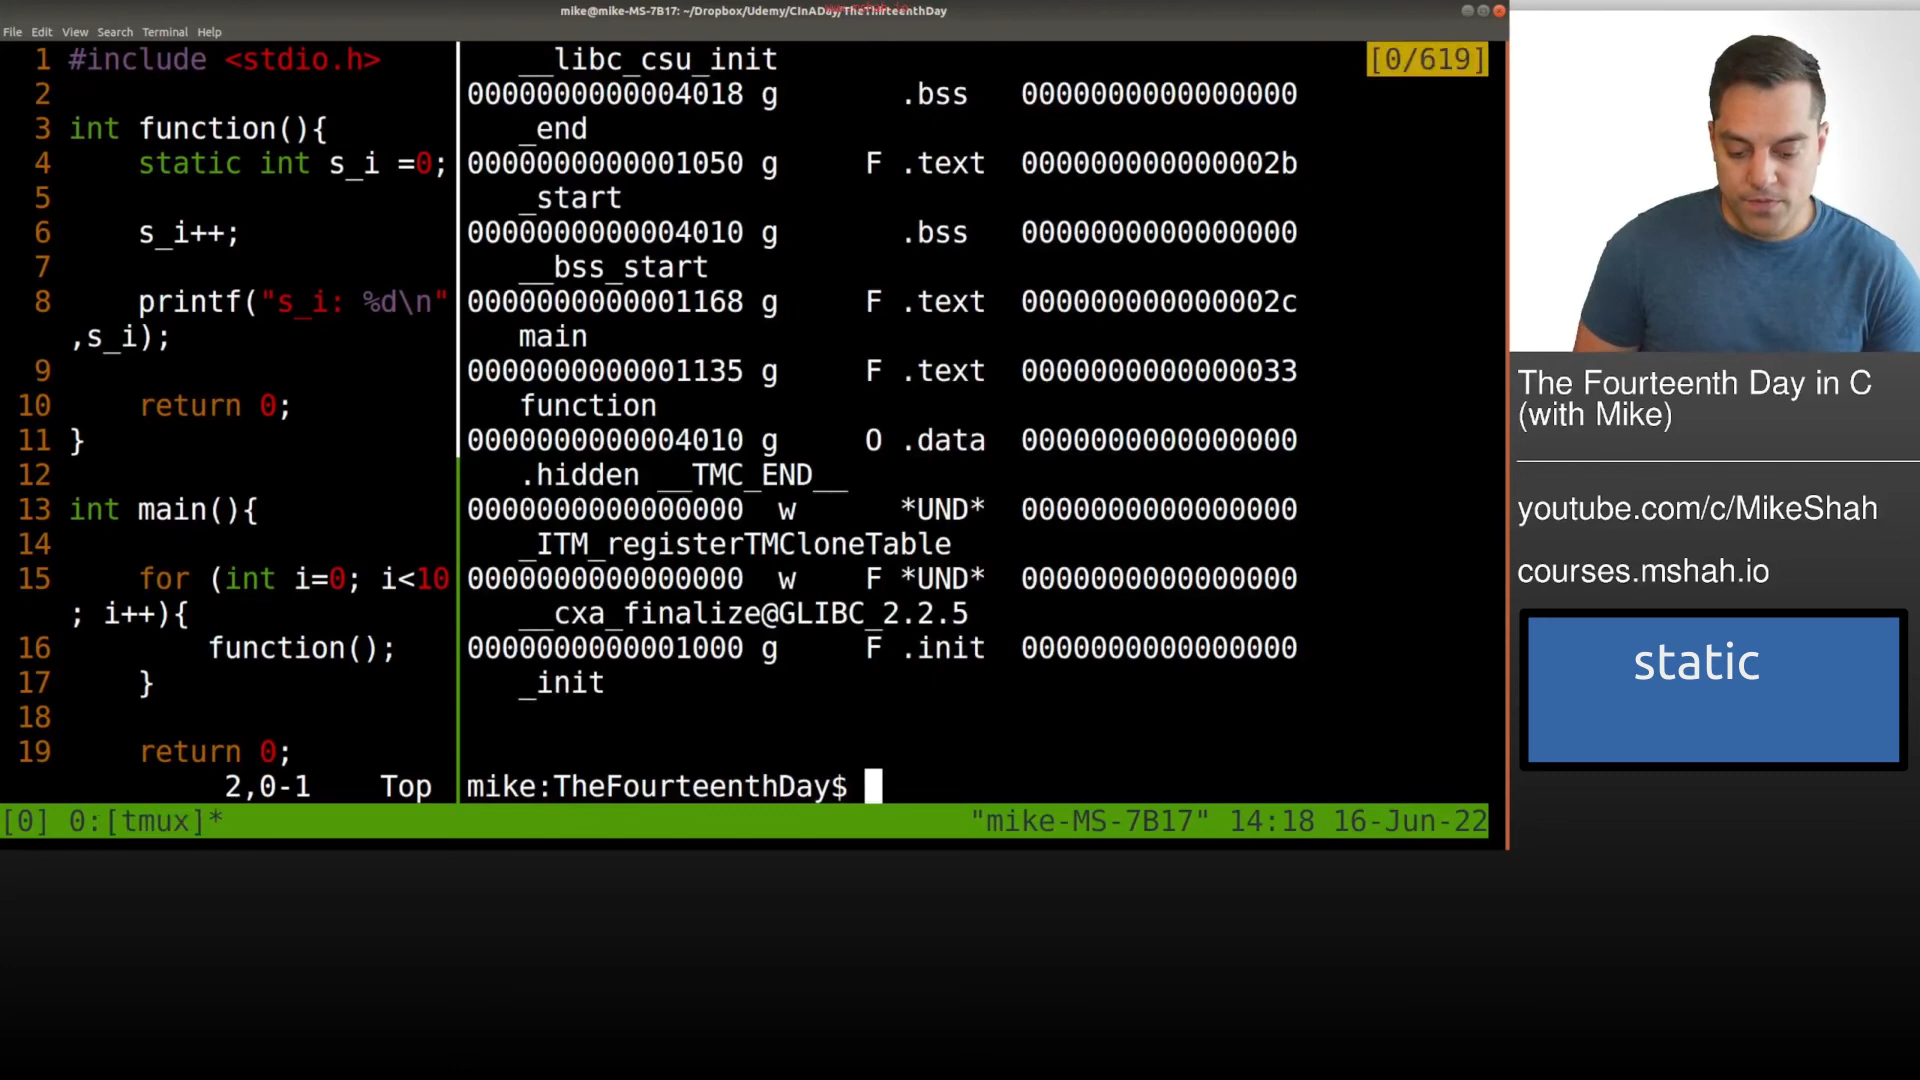 mike@mike-MS-7B17: ~/Dropbox/Udemy/CInADay/TheThirteenthDay
File Edit View Search Terminal Help
1 #include <stdio.h>
2
3 int function(){
4 static int s_i =0;
5
6 s_i++;
7
8 printf("s_i: %d\n"
,s_i);
9
10 return 0;
11 }
12
13 int main(){
14
15 for (int i=0; i<10
; i++){
16 function();
17 }
18
19 return 0;
2,0-1 Top
[0/619]
__libc_csu_init
0000000000004018 g .bss 0000000000000000
_end
0000000000001050 g F .text 000000000000002b
_start
0000000000004010 g .bss 0000000000000000
__bss_start
0000000000001168 g F .text 000000000000002c
main
0000000000001135 g F .text 0000000000000033
function
0000000000004010 g O .data 0000000000000000
.hidden __TMC_END__
0000000000000000 w *UND* 0000000000000000
_ITM_registerTMCloneTable
0000000000000000 w F *UND* 0000000000000000
__cxa_finalize@GLIBC_2.2.5
0000000000001000 g F .init 0000000000000000
_init
mike:TheFourteenthDay$
[0] 0:[tmux]* "mike-MS-7B17" 14:18 16-Jun-22
The Fourteenth Day in C
(with Mike)
youtube.com/c/MikeShah
courses.mshah.io
static